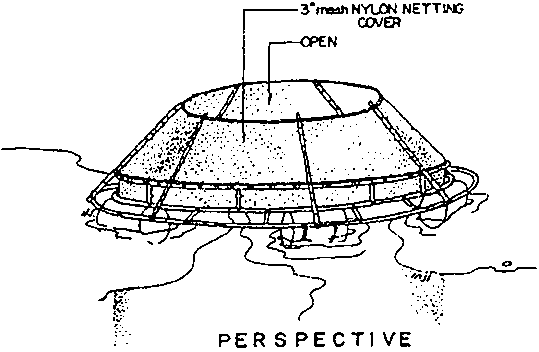 3" mesh NYLON NETTING
COVER
OPEN
PERSPECTIVE